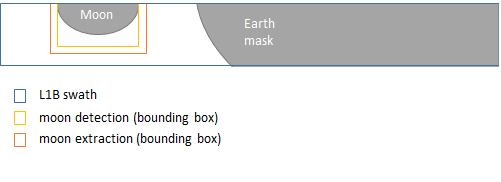 Moon
Earth
mask
L1B swath
moon detection (bounding box)
moon extraction (bounding box)